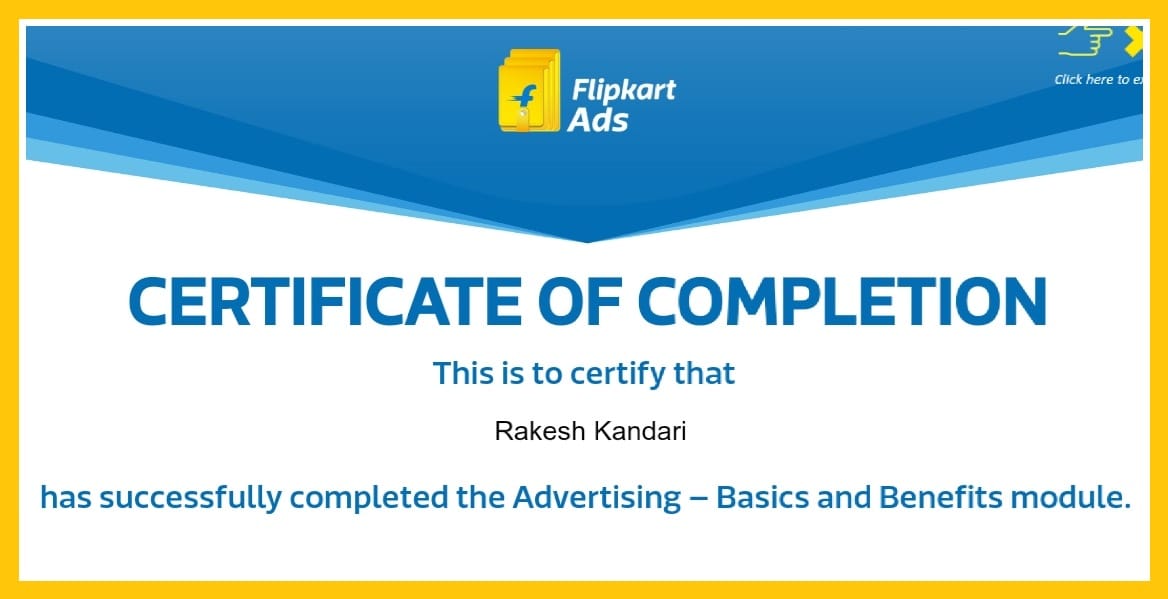 Flipkart
Ads
Click here to ex
CERTIFICATE OF COMPLETION
This is to certify that
Rakesh Kandari
has successfully completed the Advertising – Basics and Benefits module.